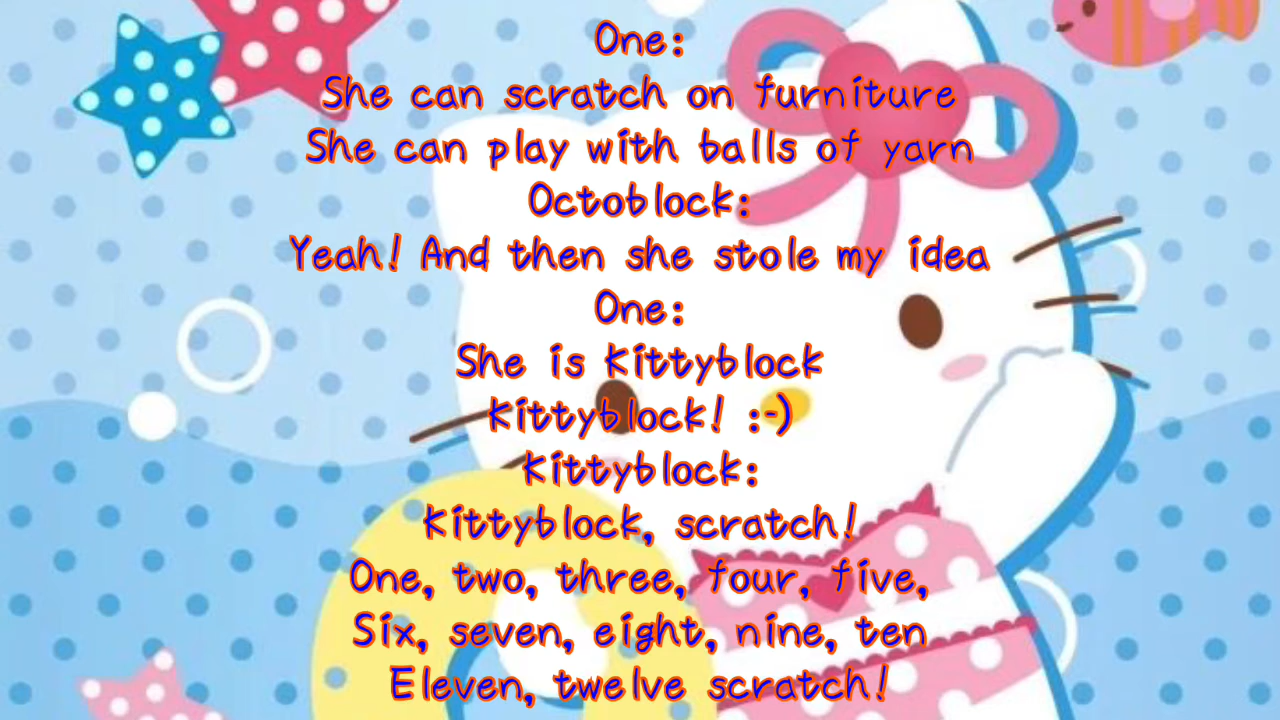 One:
She can scratch on furniture
She can play with balls of yarn
Octoblock:
Yeah! And then she stole my idea
One:
She is Kittyblock
Kittyblock! :-)
Kittyblock:
Kittyblock, scratch!
One, two, three, four, five,
Six, seven, eight, nine, ten
Eleven, twelve scratch!